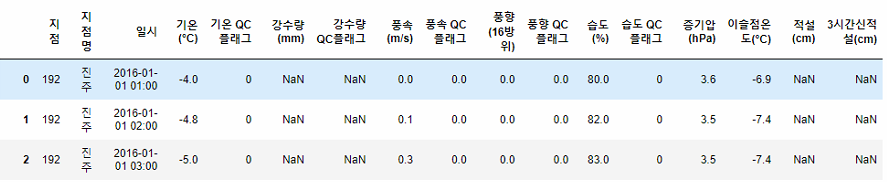 지점 지점명 일시 기온(°C) 기온 QC플래그 강수량(mm) 강수량 QC플래그 풍속(m/s) 풍속 QC플래그 풍향(16방위) 풍향 QC플래그 습도(%) 습도 QC플래그 증기압(hPa) 이슬점온도(°C) 적설(cm) 3시간신적설(cm)
0 192 진주 2016-01-01 01:00 -4.0 0 NaN NaN 0.0 0.0 0.0 0.0 80.0 0 3.6 -6.9 NaN NaN
1 192 진주 2016-01-01 02:00 -4.8 0 NaN NaN 0.1 0.0 0.0 0.0 82.0 0 3.5 -7.4 NaN NaN
2 192 진주 2016-01-01 03:00 -5.0 0 NaN NaN 0.3 0.0 0.0 0.0 83.0 0 3.5 -7.4 NaN NaN